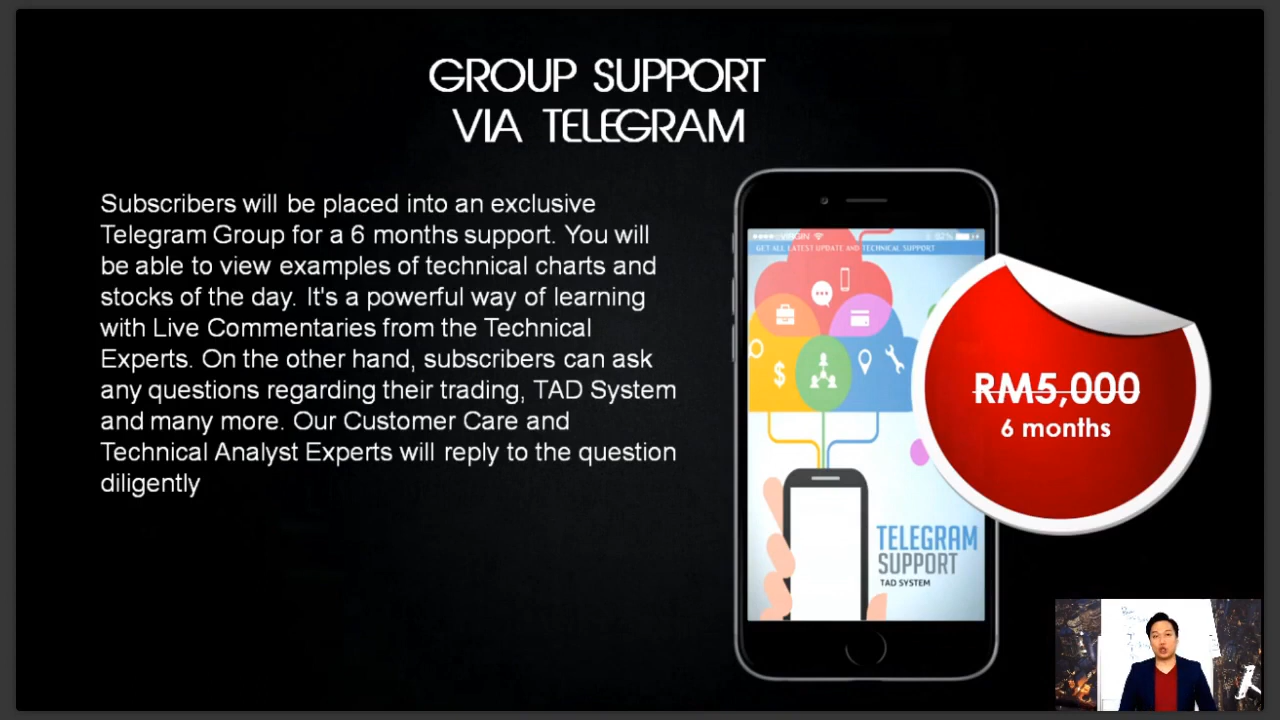 GROUP SUPPORT
VIA TELEGRAM
Subscribers will be placed into an exclusive
Telegram Group for a 6 months support. You will
be able to view examples of technical charts and
stocks of the day. It's a powerful way of learning
with Live Commentaries from the Technical
Experts. On the other hand, subscribers can ask
any questions regarding their trading, TAD System
and many more. Our Customer Care and
Technical Analyst Experts will reply to the question
diligently
VIRGIN 82%
GET ALL LATEST UPDATE AND TECHNICAL SUPPORT
$
TELEGRAM
SUPPORT
TAD SYSTEM
RM5,000
6 months